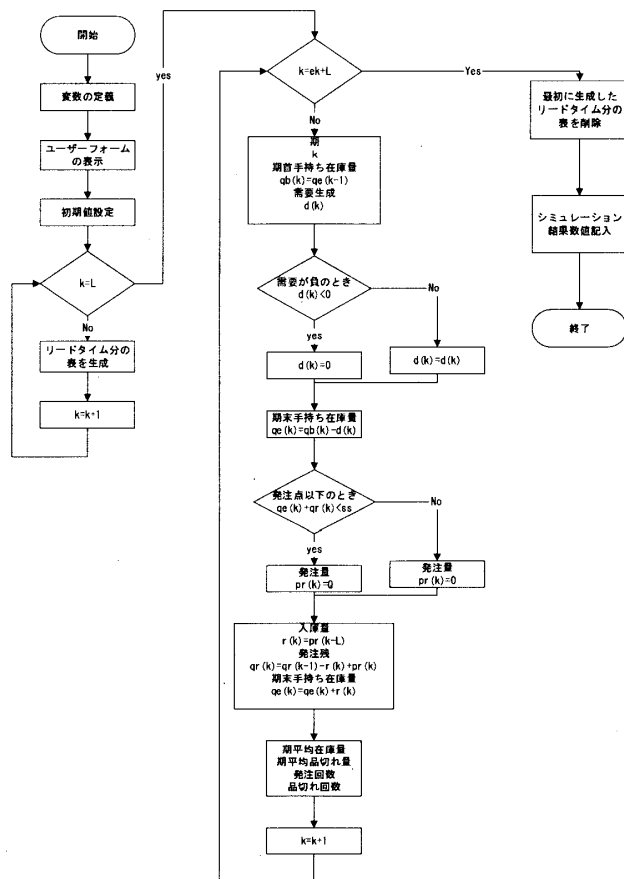 開始
変数の定義
ユーザーフォーム
の表示
初期値設定
k=L
yes
No
リードタイム分の
表を生成
k=k+1
k=ek+L
Yes
No
期
k
期首手持ち在庫量
qb(k)=qe(k-1)
需要生成
d(k)
需要が負のとき
d(k)<0
No
yes
d(k)=0
d(k)=d(k)
期末手持ち在庫量
qe(k)=qb(k)-d(k)
発注点以下のとき
qe(k)+qr(k)<ss
No
yes
発注量
pr(k)=Q
発注量
pr(k)=0
入庫量
r(k)=pr(k-L)
発注残
qr(k)=qr(k-1)-r(k)+pr(k)
期末手持ち在庫量
qe(k)=qe(k)+r(k)
期平均在庫量
期平均品切れ量
発注回数
品切れ回数
k=k+1
最初に生成した
リードタイム分の
表を削除
シミュレーション
結果数値記入
終了